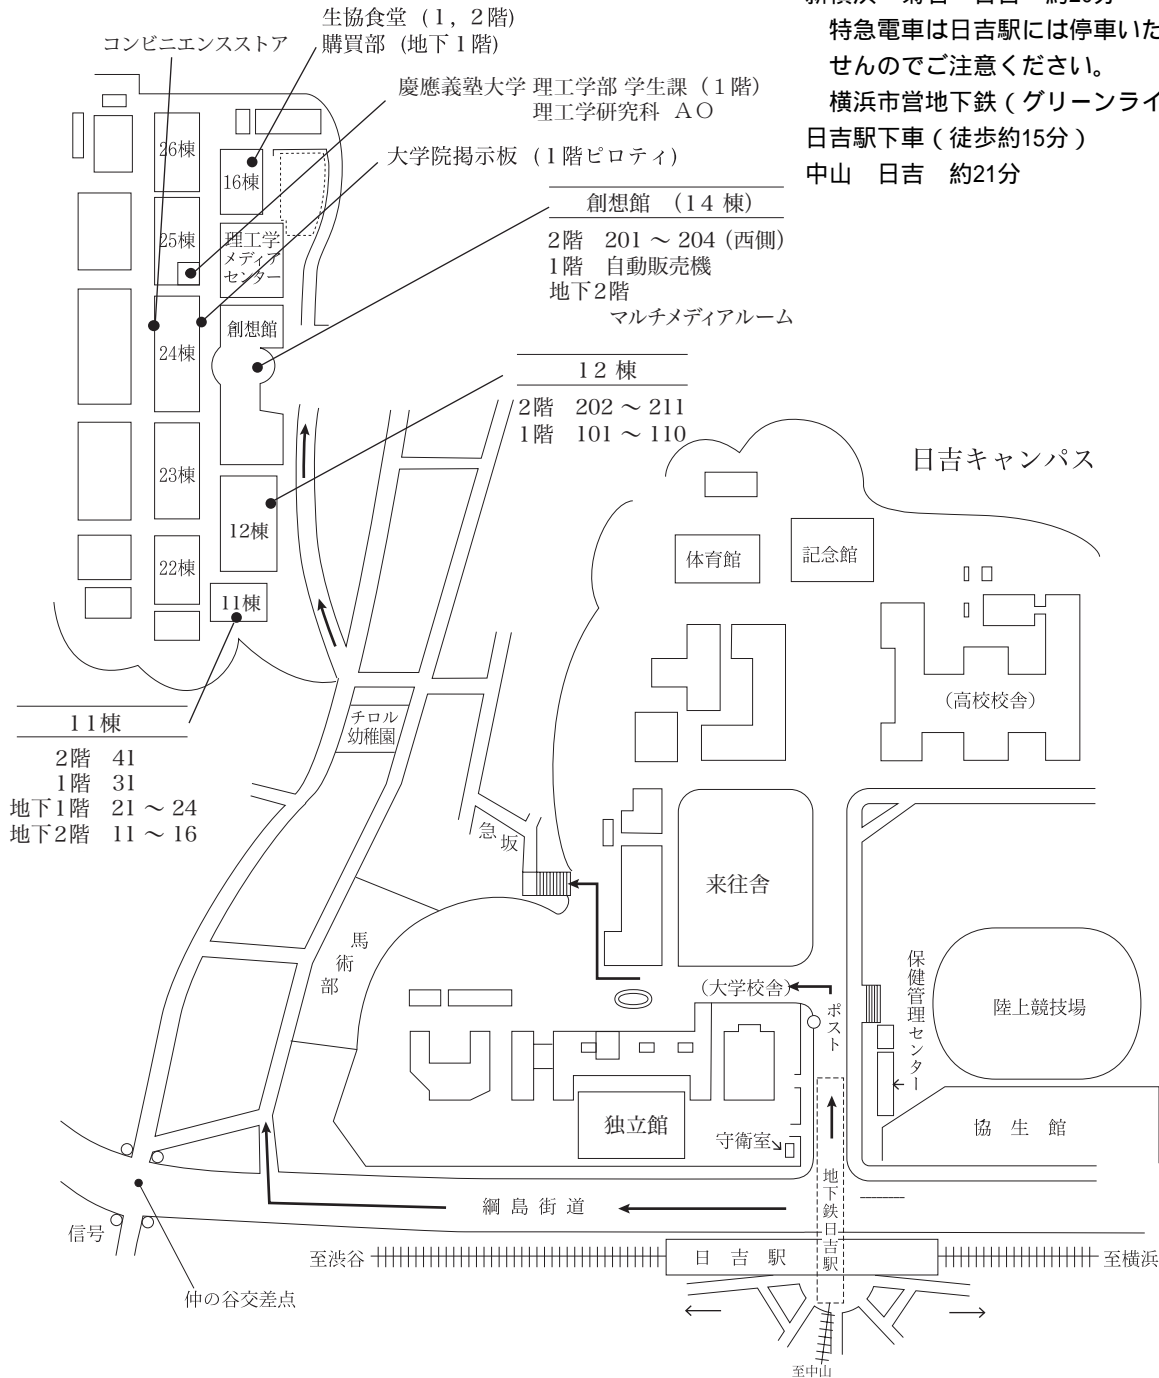 生協食堂 (1, 2階)
購買部 (地下1階)
コンビニエンスストア
慶應義塾大学 理工学部 学生課 (1階)
理工学研究科 AO
大学院掲示板 (1階ピロティ)
特急電車は日吉駅には停車いた
せんのでご注意ください。
横浜市営地下鉄(グリーンライ
日吉駅下車(徒歩約15分)
中山 日吉 約21分
創想館 (14棟)
2階 201 ~ 204 (西側)
1階 自動販売機
地下2階
マルチメディアルーム
12棟
2階 202 ~ 211
1階 101 ~ 110
26棟
16棟
25棟
理工学
メディア
センター
創想館
24棟
23棟
12棟
22棟
11棟
11棟
2階 41
1階 31
地下1階 21 ~ 24
地下2階 11 ~ 16
日吉キャンパス
体育館
記念館
(高校校舎)
チロル
幼稚園
急坂
来往舎
馬術部
(大学校舎)
ポスト
保健管理センター
陸上競技場
独立館
守衛室
協生館
地下鉄日吉駅
綱島街道
信号
至渋谷
日吉駅
至横浜
仲の谷交差点
至中山